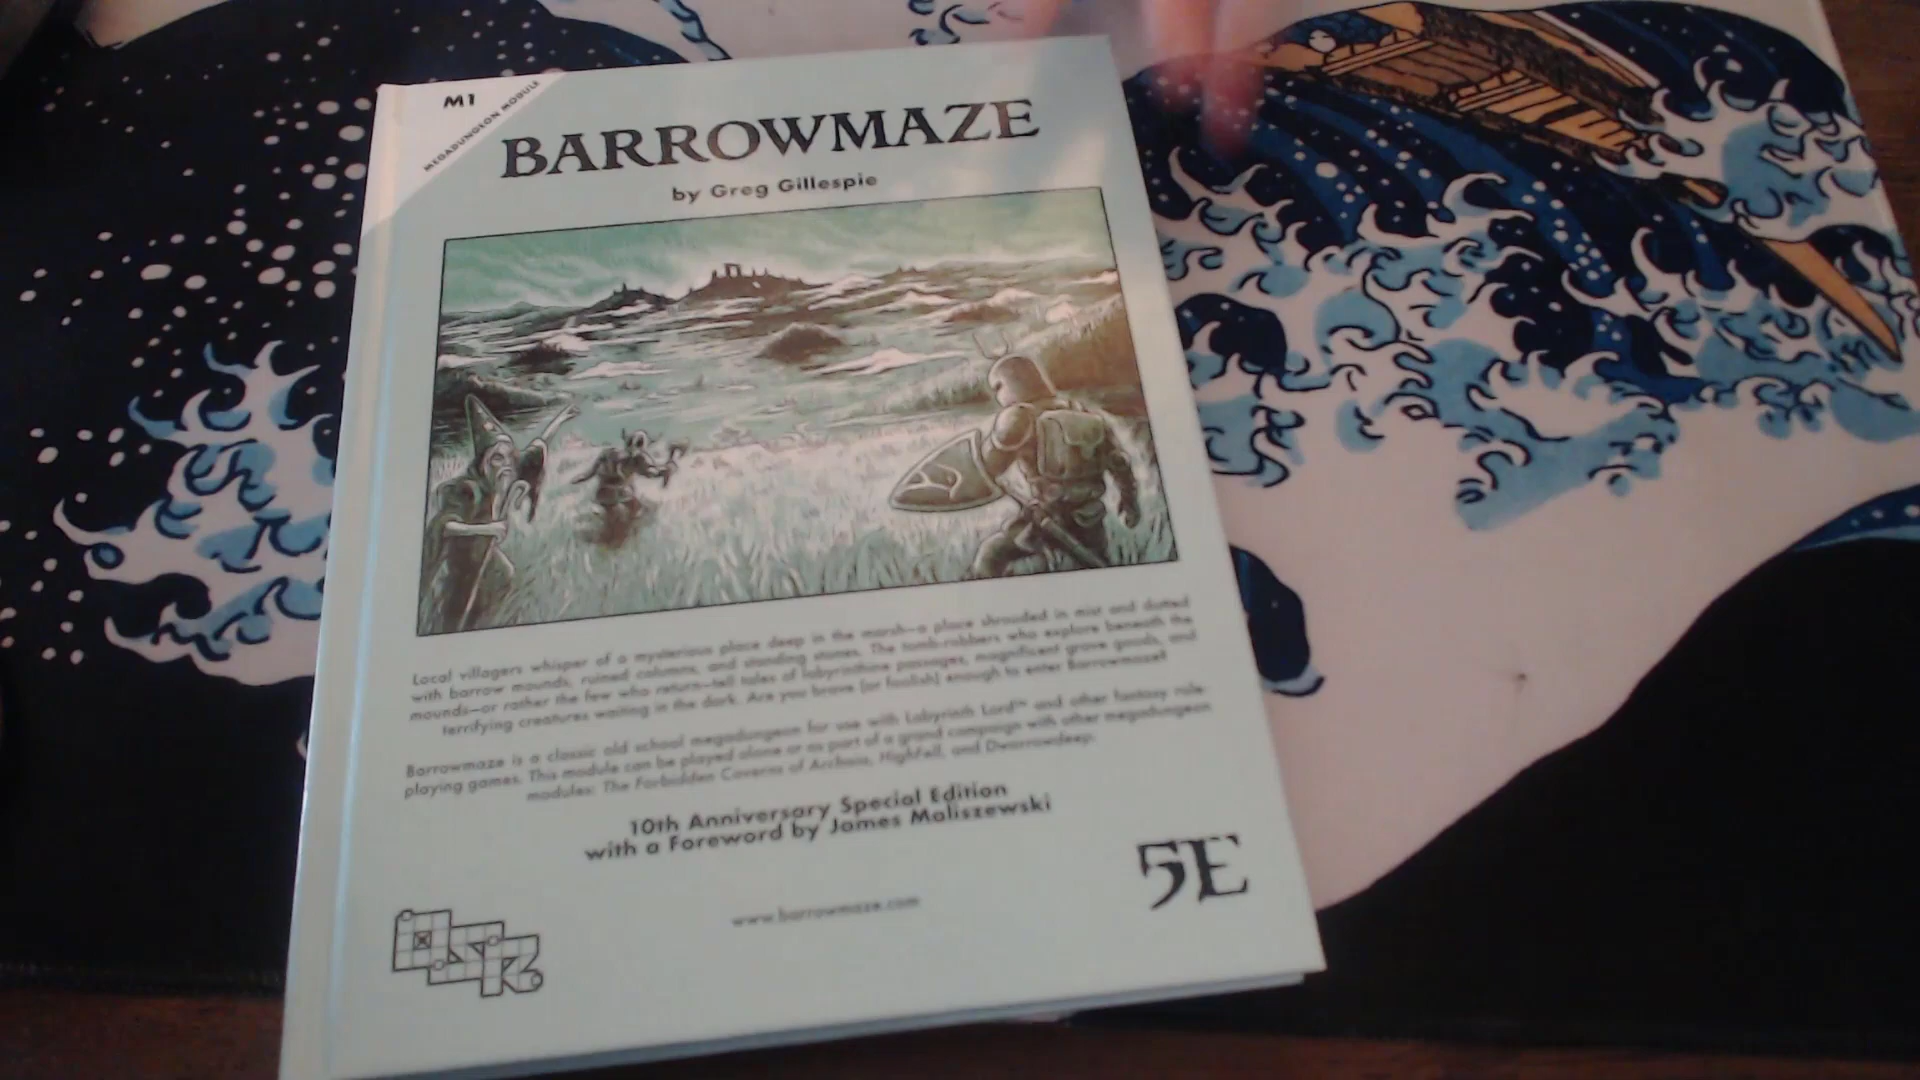 M1
MEGADUNGEON MODULE
BARROWMAZE
by Greg Gillespie
Local villagers whisper of a mysterious place deep in the marsh—a place shrouded in mist and dotted
with barrow mounds, ruined columns, and standing stones. The tomb-robbers who explore beneath the
mounds—or rather the few who return—tell tales of labyrinthine passages, magnificent grave goods, and
terrifying creatures waiting in the dark. Are you brave (or foolish) enough to enter Barrowmaze?
Barrowmaze is a classic old school megadungeon for use with Labyrinth Lord™ and other fantasy role-
playing games. This module can be played alone or as part of a grand campaign with other megadungeon
modules: The Forbidden Caverns of Archaia, HighFell, and Dwarrowdeep.
10th Anniversary Special Edition
with a Foreword by James Maliszewski
5E
www.barrowmaze.com
OSR